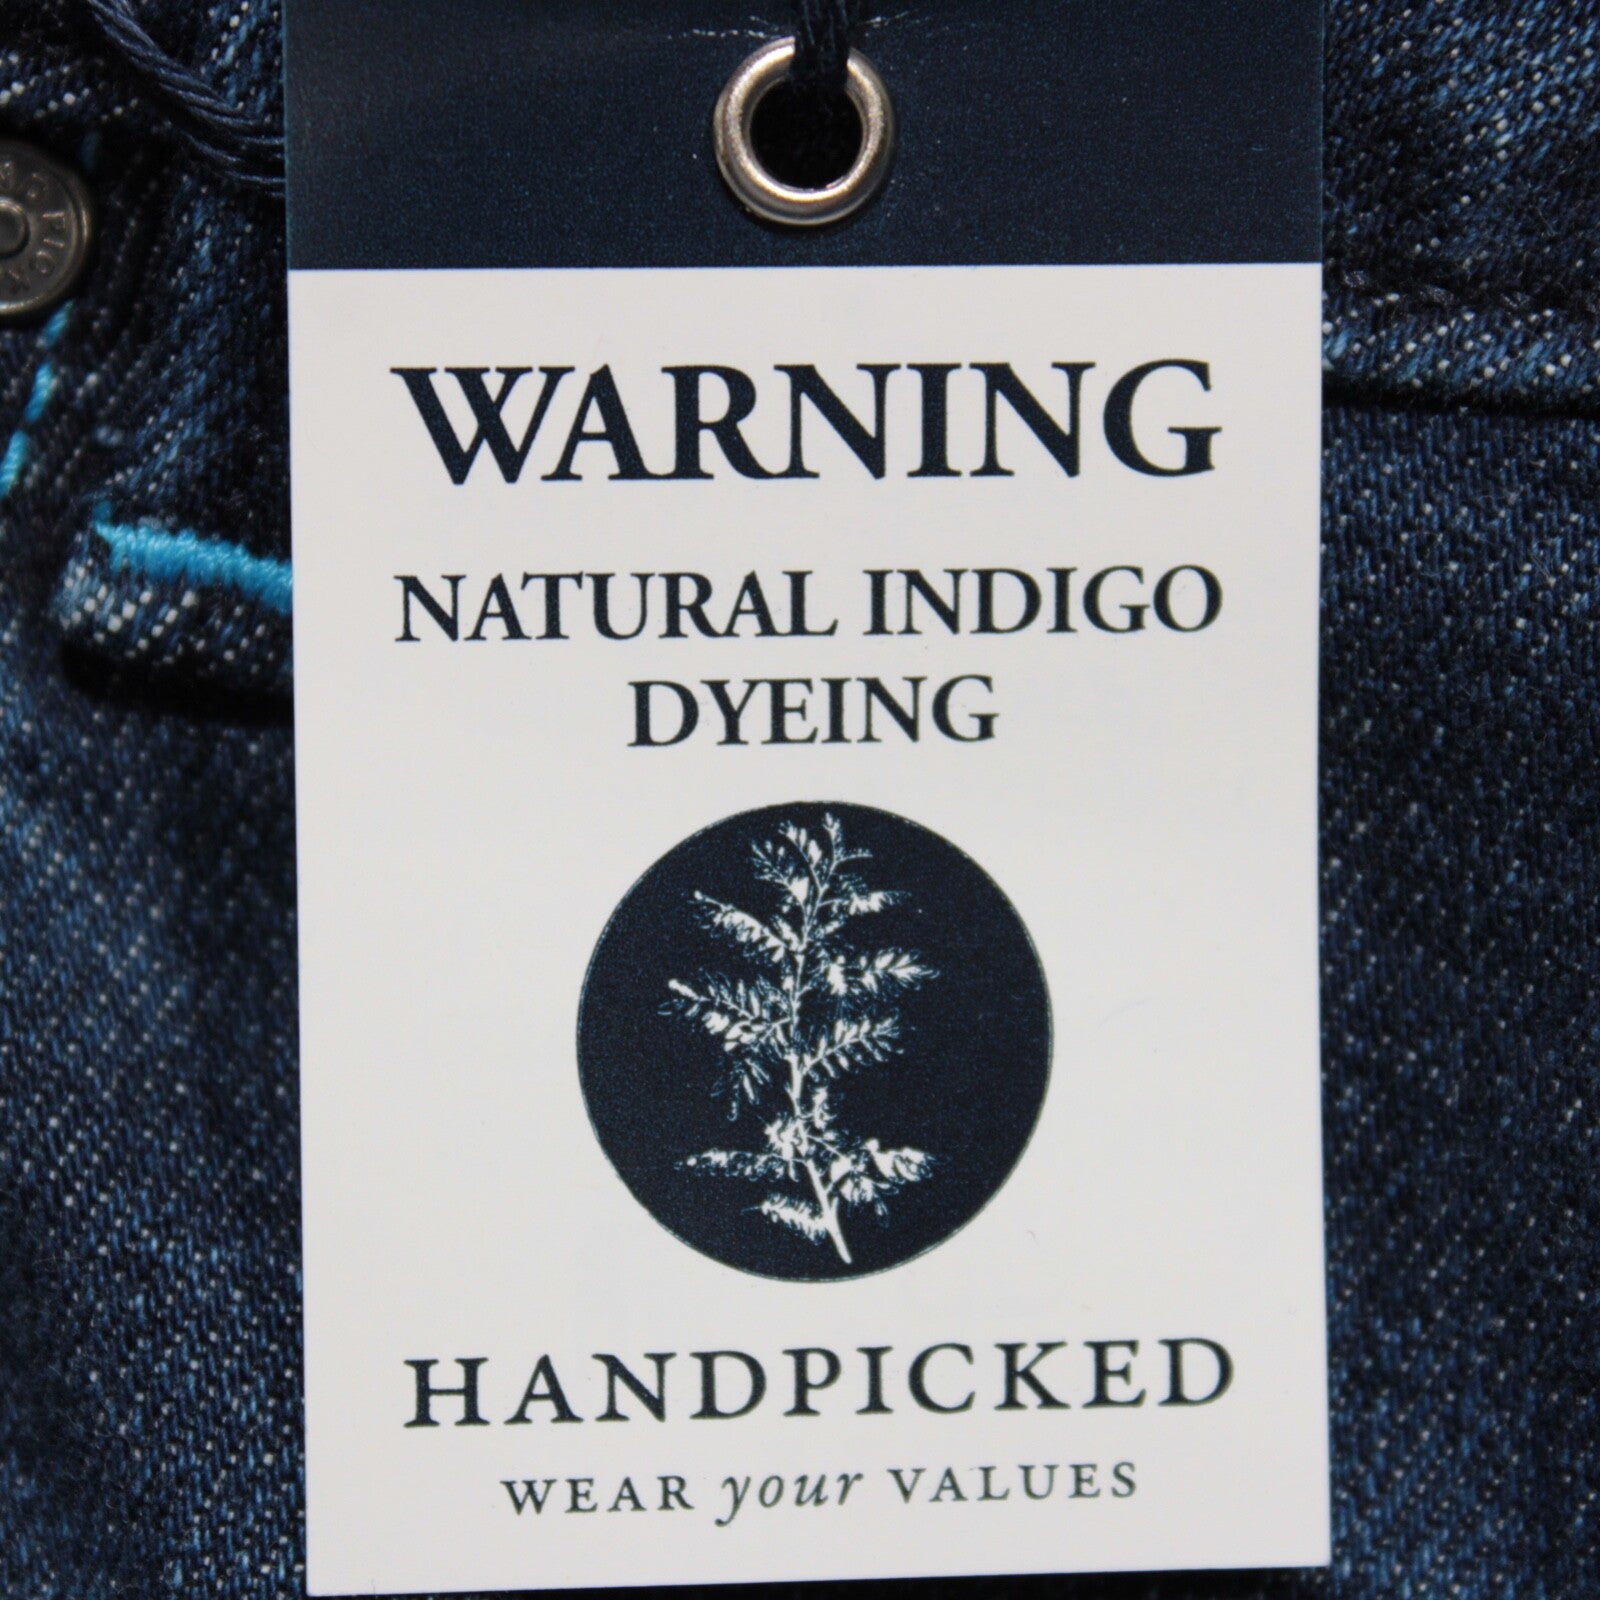 WARNING
NATURAL INDIGO
DYEING
HANDPICKED
WEAR your VALUES